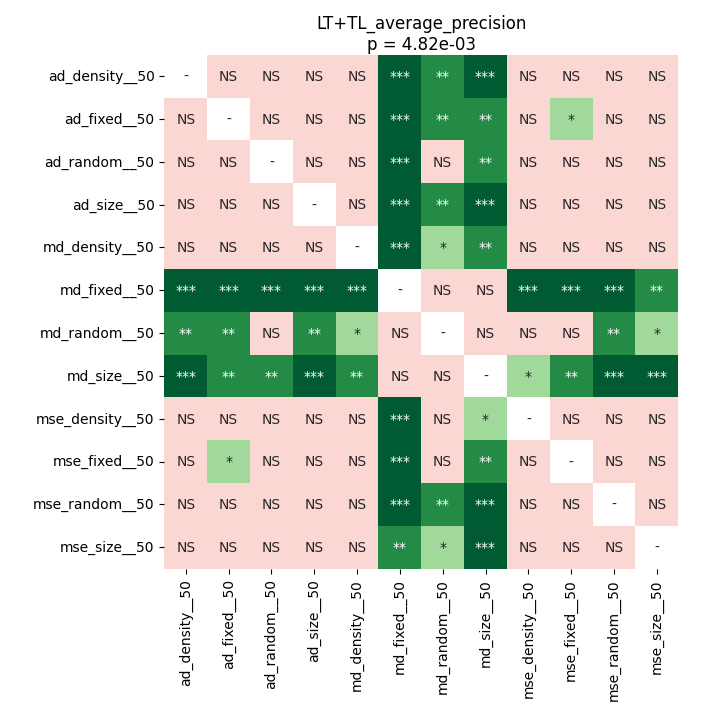 LT+TL_average_precision
p = 4.82e-03
ad_density__50 - NS NS NS NS *** ** *** NS NS NS NS
ad_fixed__50 NS - NS NS NS *** ** ** NS * NS NS
ad_random__50 NS NS - NS NS *** NS ** NS NS NS NS
ad_size__50 NS NS NS - NS *** ** *** NS NS NS NS
md_density__50 NS NS NS NS - *** * ** NS NS NS NS
md_fixed__50 *** *** *** *** *** - NS NS *** *** *** **
md_random__50 ** ** NS ** * NS - NS NS NS ** *
md_size__50 *** ** ** *** ** NS NS - * ** *** ***
mse_density__50 NS NS NS NS NS *** NS * - NS NS NS
mse_fixed__50 NS * NS NS NS *** NS ** NS - NS NS
mse_random__50 NS NS NS NS NS *** ** *** NS NS - NS
mse_size__50 NS NS NS NS NS ** * *** NS NS NS -
ad_density__50
ad_fixed__50
ad_random__50
ad_size__50
md_density__50
md_fixed__50
md_random__50
md_size__50
mse_density__50
mse_fixed__50
mse_random__50
mse_size__50